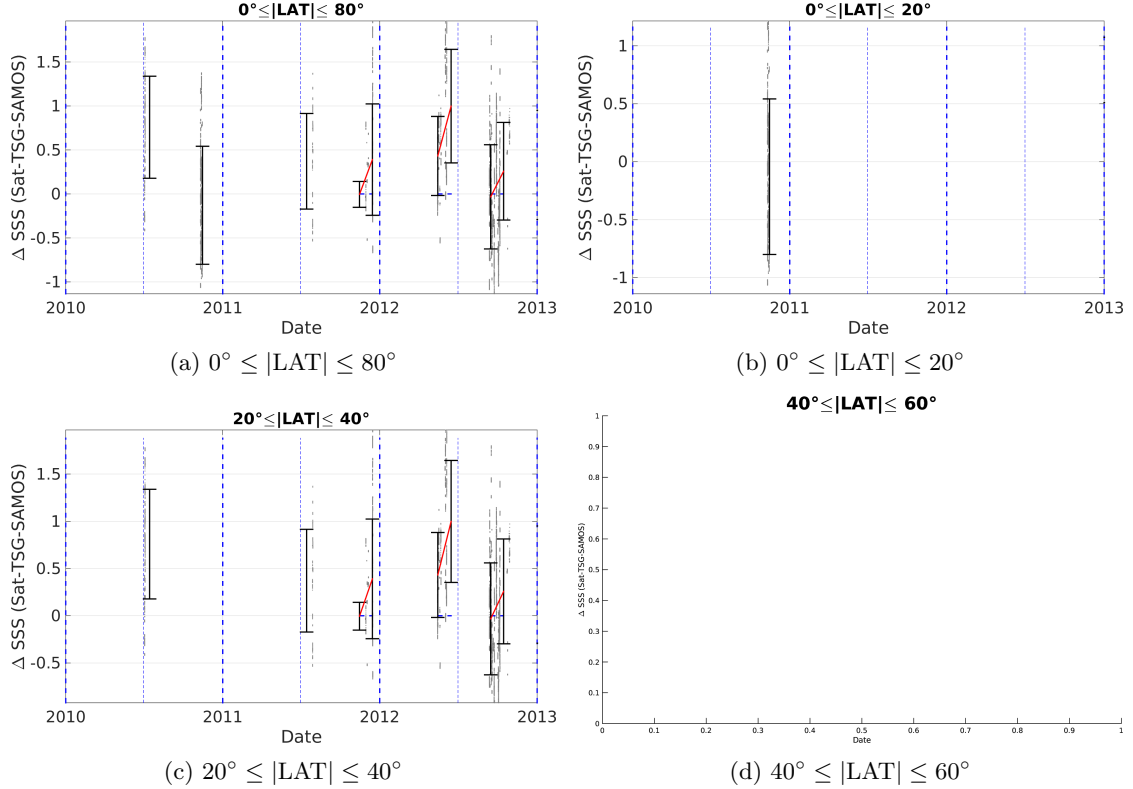 0°≤|LAT|≤ 80°
Δ SSS (Sat-TSG-SAMOS)
1.5
1
0.5
0
-0.5
-1
2010 2011 2012 2013
Date
(a) 0° ≤ |LAT| ≤ 80°
0°≤|LAT|≤ 20°
Δ SSS (Sat-TSG-SAMOS)
1
0.5
0
-0.5
-1
2010 2011 2012 2013
Date
(b) 0° ≤ |LAT| ≤ 20°
20°≤|LAT|≤ 40°
Δ SSS (Sat-TSG-SAMOS)
1.5
1
0.5
0
-0.5
2010 2011 2012 2013
Date
(c) 20° ≤ |LAT| ≤ 40°
40°≤|LAT|≤ 60°
Δ SSS (Sat-TSG-SAMOS)
1
0.9
0.8
0.7
0.6
0.5
0.4
0.3
0.2
0.1
0
0 0.1 0.2 0.3 0.4 0.5 0.6 0.7 0.8 0.9 1
Date
(d) 40° ≤ |LAT| ≤ 60°